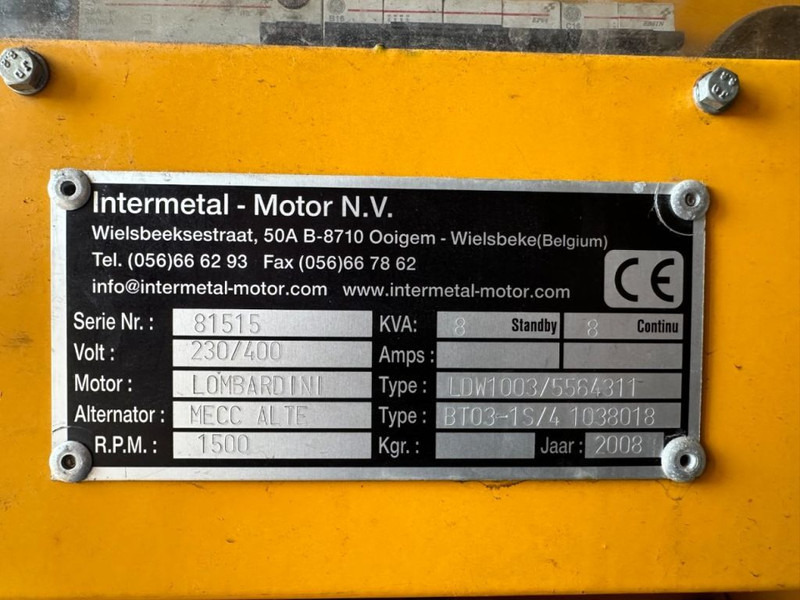 Intermetal - Motor N.V.
Wielsbeeksestraat, 50A B-8710 Ooigem - Wielsbeke(Belgium)
Tel. (056)66 62 93 Fax (056)66 78 62
info@intermetal-motor.com www.intermetal-motor.com
CE
Serie Nr.: 81515 KVA: 8 Standby 8 Continu
Volt: 230/400 Amps:
Motor: LOMBARDINI Type: LDW1003/5564311
Alternator: MECC ALTE Type: BT03-1S/4 1038018
R.P.M.: 1500 Kgr.: Jaar: 2008